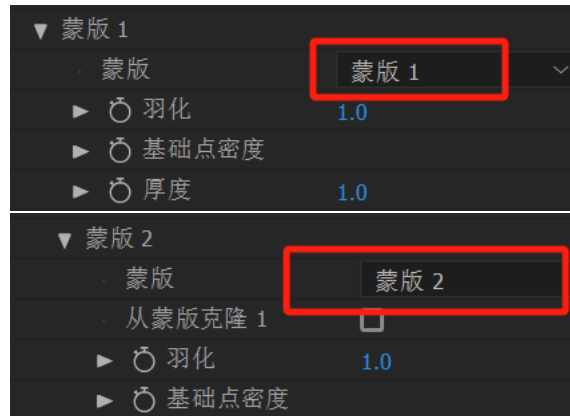 蒙版 1
蒙版 蒙版 1
羽化 1.0
基础点密度
厚度 1.0
蒙版 2
蒙版 蒙版 2
从蒙版克隆 1
羽化 1.0
基础点密度